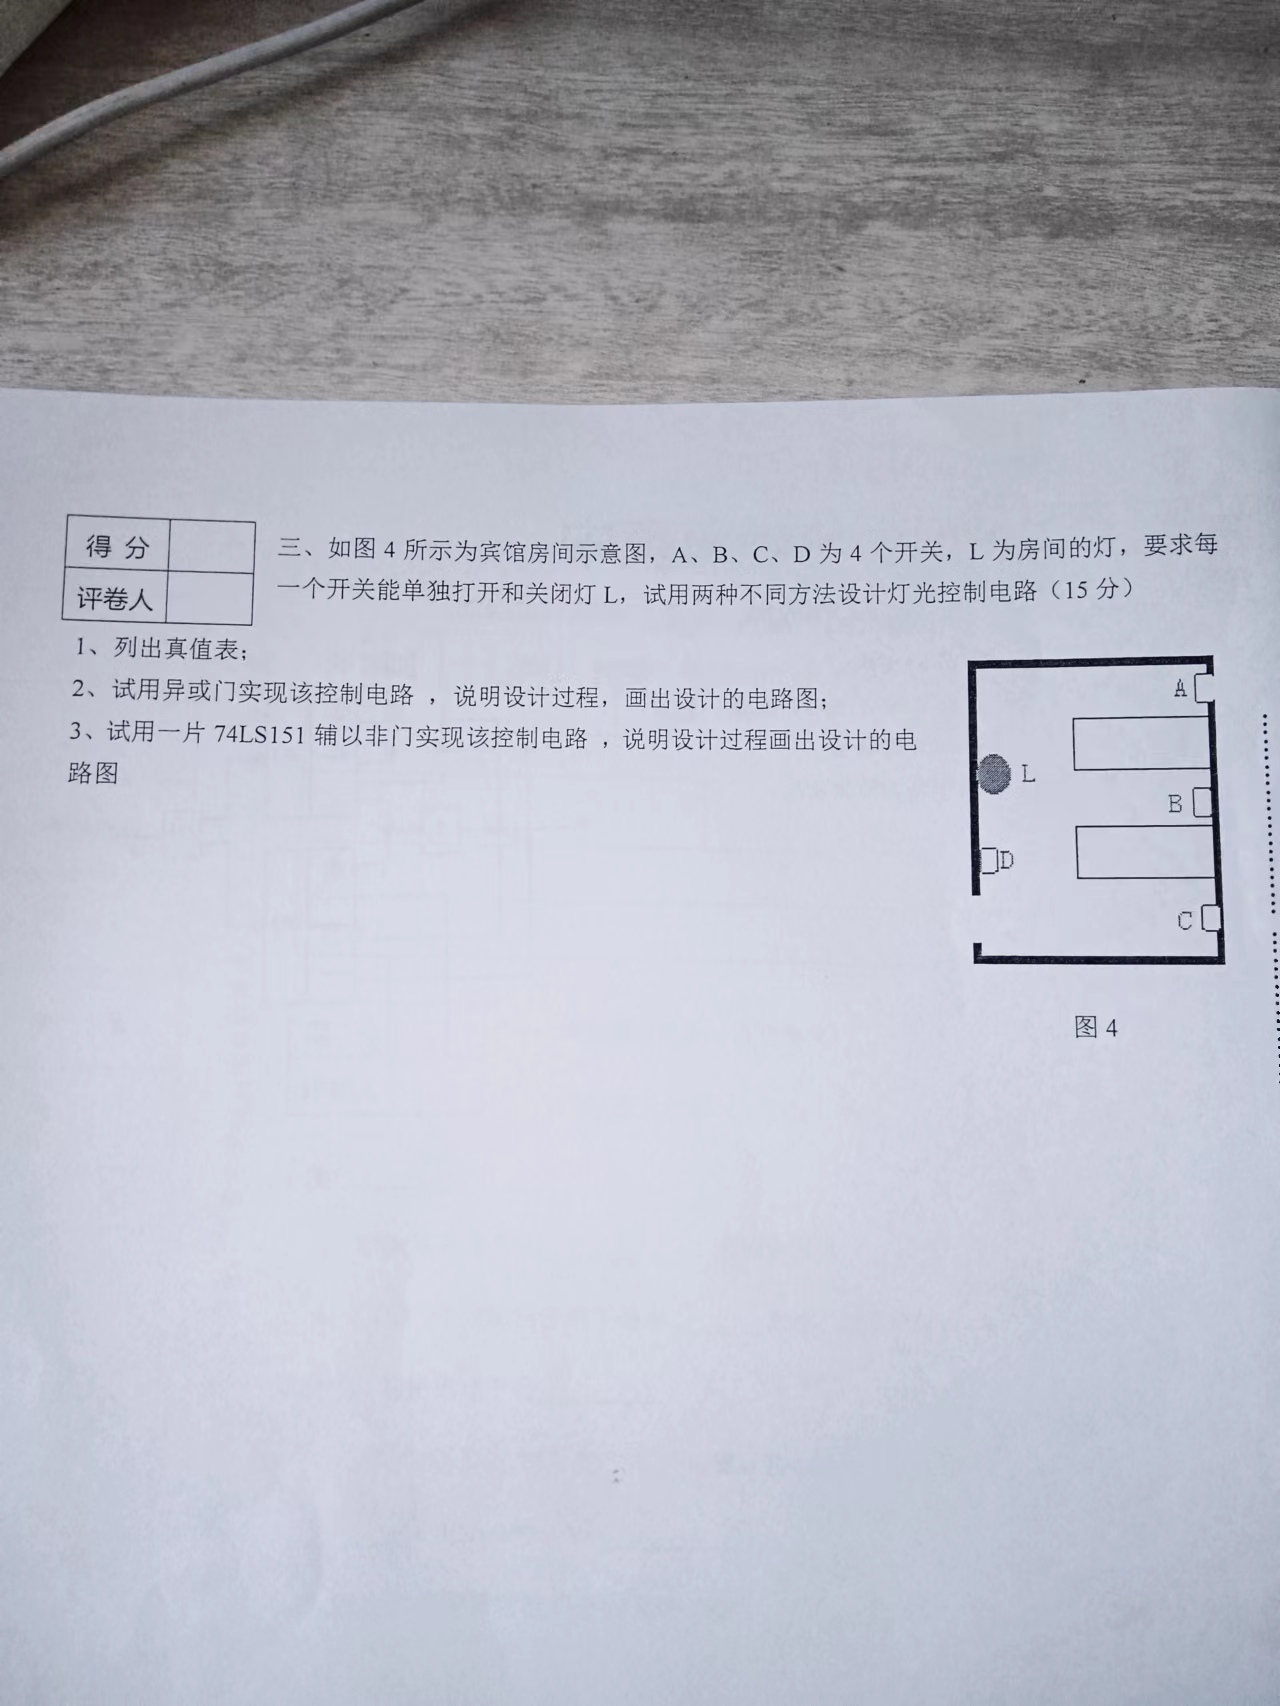 得 分
评卷人
三、如图 4 所示为宾馆房间示意图，A、B、C、D 为 4 个开关，L 为房间的灯，要求每
一个开关能单独打开和关闭灯 L，试用两种不同方法设计灯光控制电路（15 分）
1、列出真值表；
2、试用异或门实现该控制电路 ，说明设计过程，画出设计的电路图；
3、试用一片 74LS151 辅以非门实现该控制电路 ，说明设计过程画出设计的电
路图
A
L
B
D
C
图 4